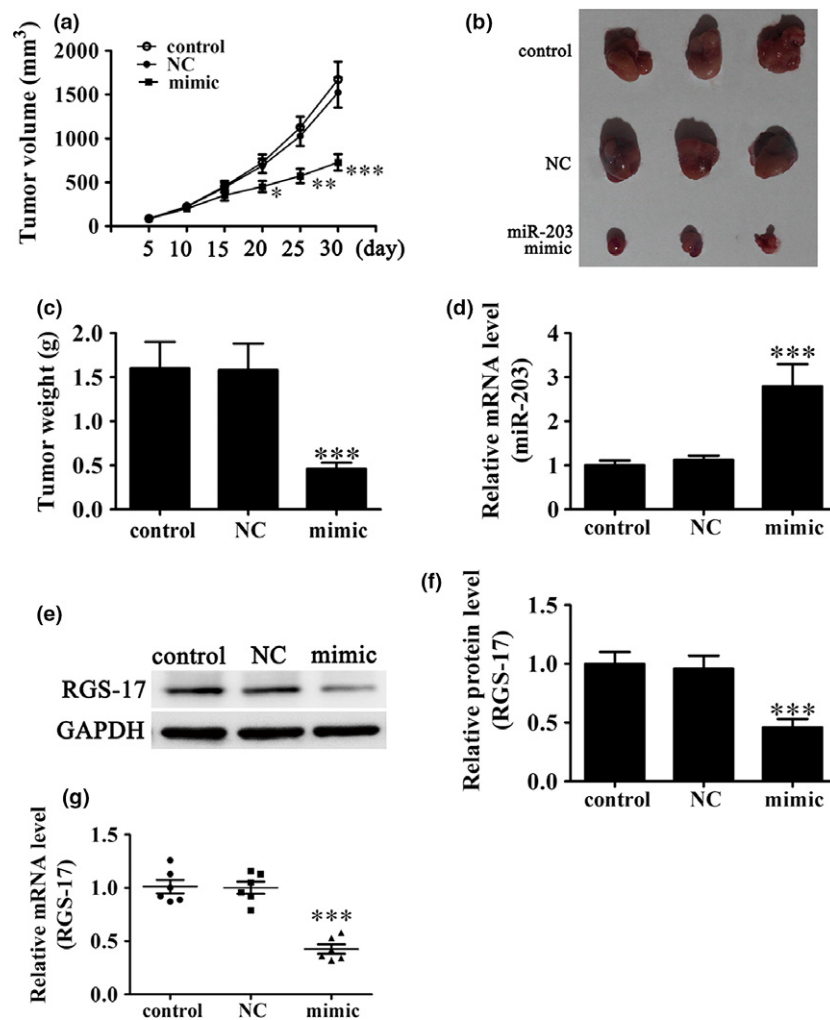 (a)
Tumor volume (mm³)
2000
1500
1000
500
0
control
NC
mimic
*
**
***
5 10 15 20 25 30 (day)
(b)
control
NC
miR-203
mimic
(c)
Tumor weight (g)
2.0
1.5
1.0
0.5
0.0
***
control NC mimic
(d)
Relative mRNA level
(miR-203)
4
3
2
1
0
***
control NC mimic
(e)
control NC mimic
RGS-17
GAPDH
(f)
Relative protein level
(RGS-17)
1.5
1.0
0.5
0.0
***
control NC mimic
(g)
Relative mRNA level
(RGS-17)
1.5
1.0
0.5
0.0
***
control NC mimic